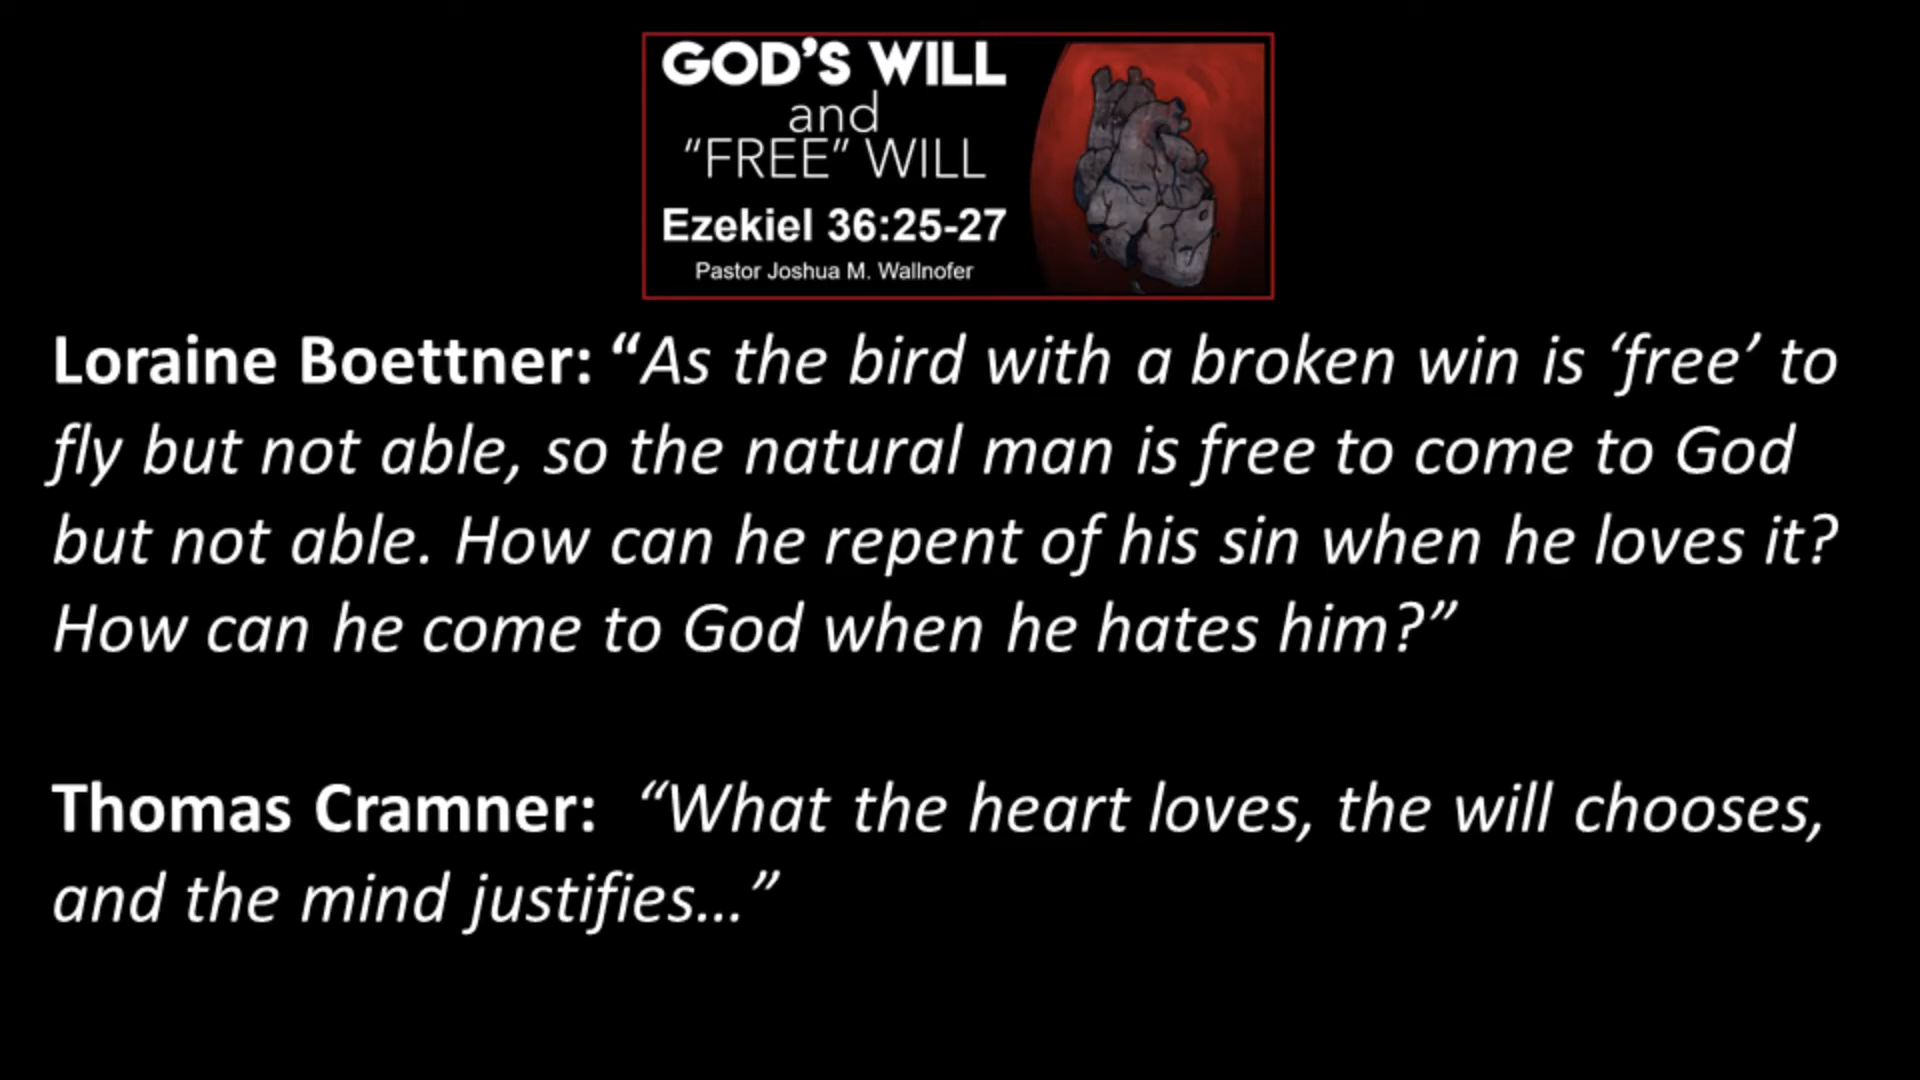 GOD'S WILL
and
"FREE" WILL
Ezekiel 36:25-27
Pastor Joshua M. Wallnofer
Loraine Boettner: “As the bird with a broken win is ‘free’ to
fly but not able, so the natural man is free to come to God
but not able. How can he repent of his sin when he loves it?
How can he come to God when he hates him?”
Thomas Cramner: “What the heart loves, the will chooses,
and the mind justifies...”